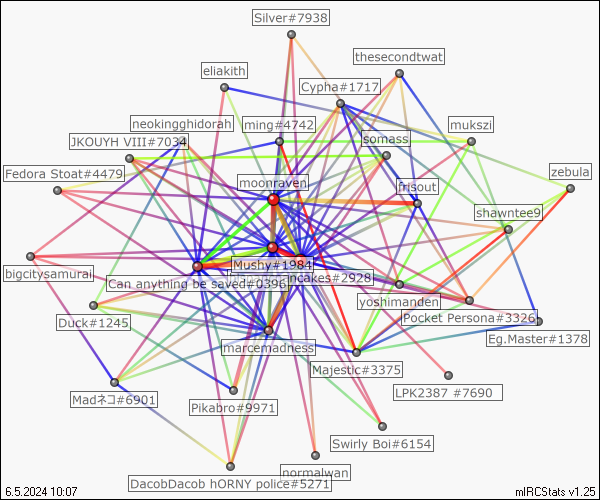 Silver#7938
thesecondtwat
eliakith
Cypha#1717
neokingghidorah
ming#4742
mukszi
JKOUYH VIII#7034
somass
Fedora Stoat#4479
moonraven
frisout
zebula
shawntee9
Mushy#1984
bigcitysamurai
Can anything be saved#0396
ancakes#2928
yoshimanden
Duck#1245
Pocket Persona#3326
Eg.Master#1378
marcemadness
Majestic#3375
Madネコ#6901
Pikabro#9971
LPK2387 #7690
Swirly Boi#6154
normalwan
DacobDacob hORNY police#5271
6.5.2024 10:07
mIRCStats v1.25